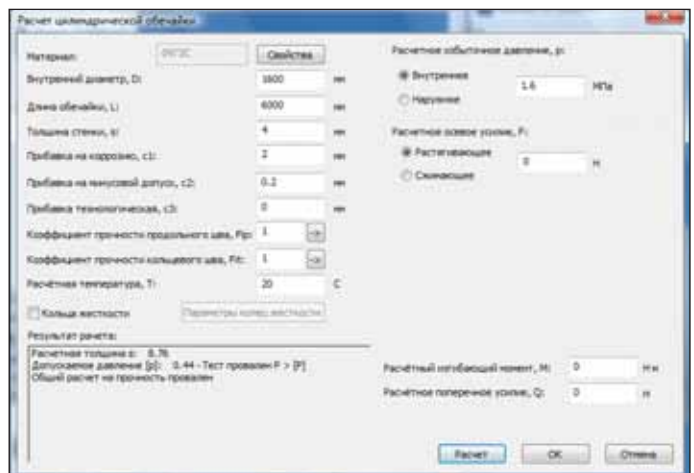 Расчет цилиндрической обечайки
Материал: 09Г2С Свойства
Внутренний диаметр, D: 1600 мм
Длина обечайки, L: 6000 мм
Толщина стенки, s: 4 мм
Прибавка на коррозию, c1: 2 мм
Прибавка на минусовой допуск, c2: 0.2 мм
Прибавка технологическая, c3: 0 мм
Коэффициент прочности продольного шва, Fip: 1 ->
Коэффициент прочности кольцевого шва, Fit: 1 ->
Расчётная температура, T: 20 C
Кольца жесткости Параметры колец жесткости
Результат рачета:
Расчетная толщина s: 8.76
Допускаемое давление [p]: 0.44 - Тест провален P > [P]
Общий расчет на прочность провален
Расчетное избыточное давление, p:
Внутреннее
1.6 МПа
Наружное
Расчетное осевое усилие, F:
Растягивающее
0 Н
Сжимающее
Расчётный изгибающий момент, M: 0 Н м
Расчётное поперечное усилие, Q: 0 н
Расчет OK Отмена